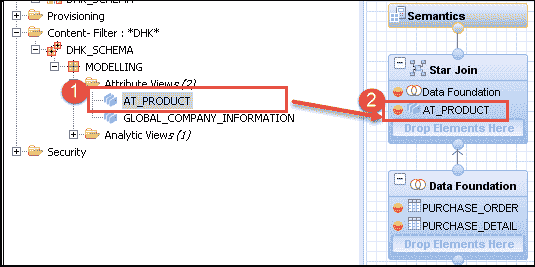 DHK_SCHEMA
Provisioning
Content- Filter : *DHK*
DHK_SCHEMA
MODELLING
Attribute Views (2)
1
AT_PRODUCT
GLOBAL_COMPANY_INFORMATION
Analytic Views (1)
Security
Semantics
Star Join
Data Foundation
2
AT_PRODUCT
Drop Elements Here
Data Foundation
PURCHASE_ORDER
PURCHASE_DETAIL
Drop Elements Here